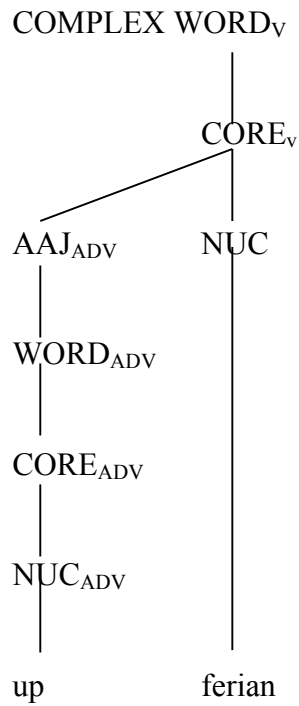 COMPLEX WORDV
COREv
AAJADV NUC
WORDADV
COREADV
NUCADV
up ferian